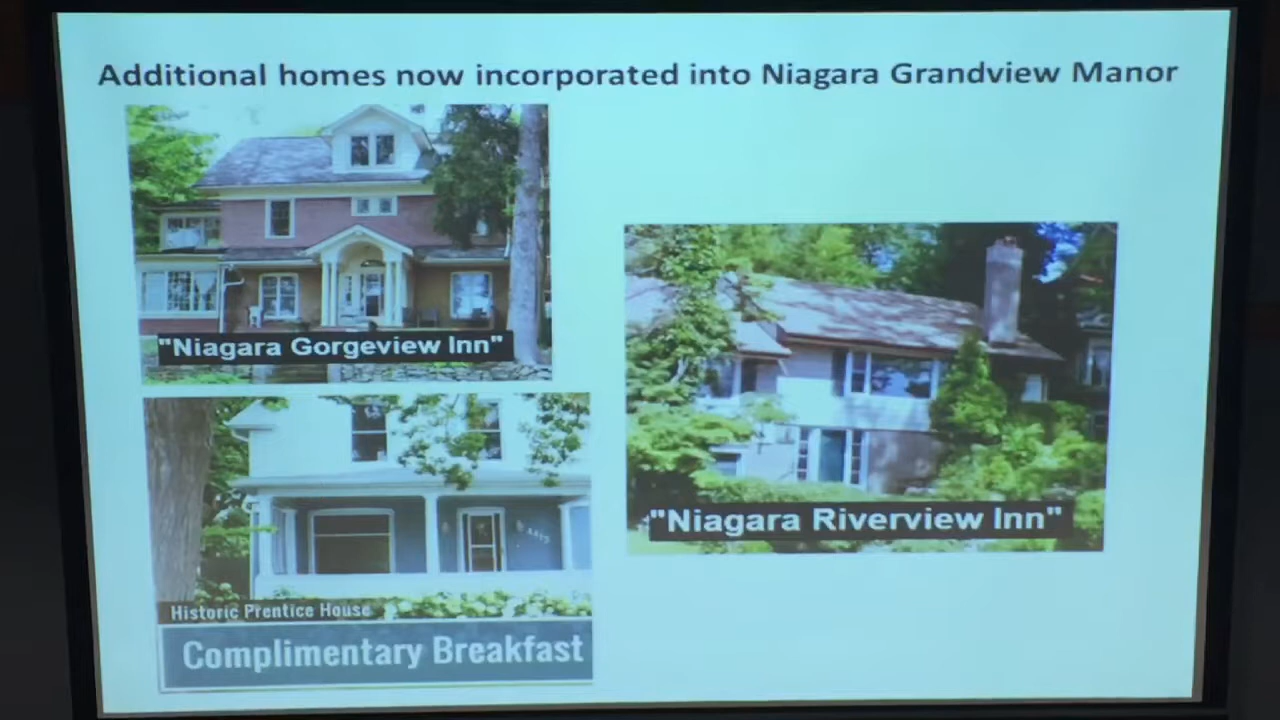 Additional homes now incorporated into Niagara Grandview Manor
"Niagara Gorgeview Inn"
"Niagara Riverview Inn"
Historic Prentice House
Complimentary Breakfast